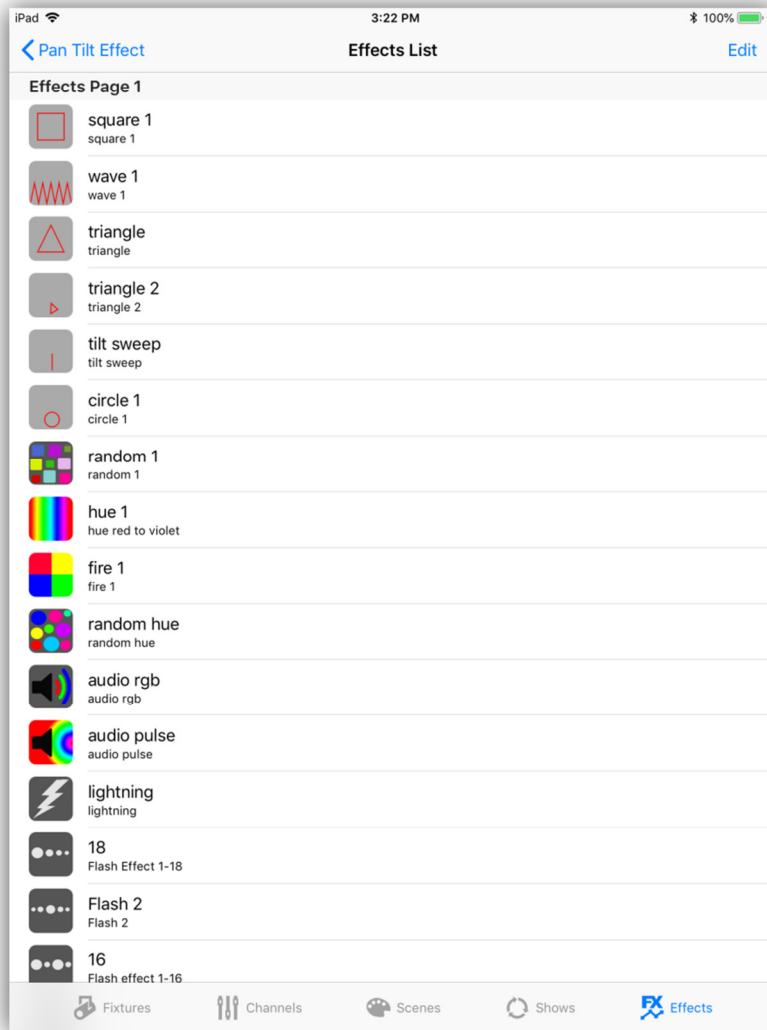 iPad 3:22 PM 100%
Pan Tilt Effect Effects List Edit
Effects Page 1
square 1
square 1
wave 1
wave 1
triangle
triangle
triangle 2
triangle 2
tilt sweep
tilt sweep
circle 1
circle 1
random 1
random 1
hue 1
hue red to violet
fire 1
fire 1
random hue
random hue
audio rgb
audio rgb
audio pulse
audio pulse
lightning
lightning
18
Flash Effect 1-18
Flash 2
Flash 2
16
Flash effect 1-16
Fixtures Channels Scenes Shows FX Effects